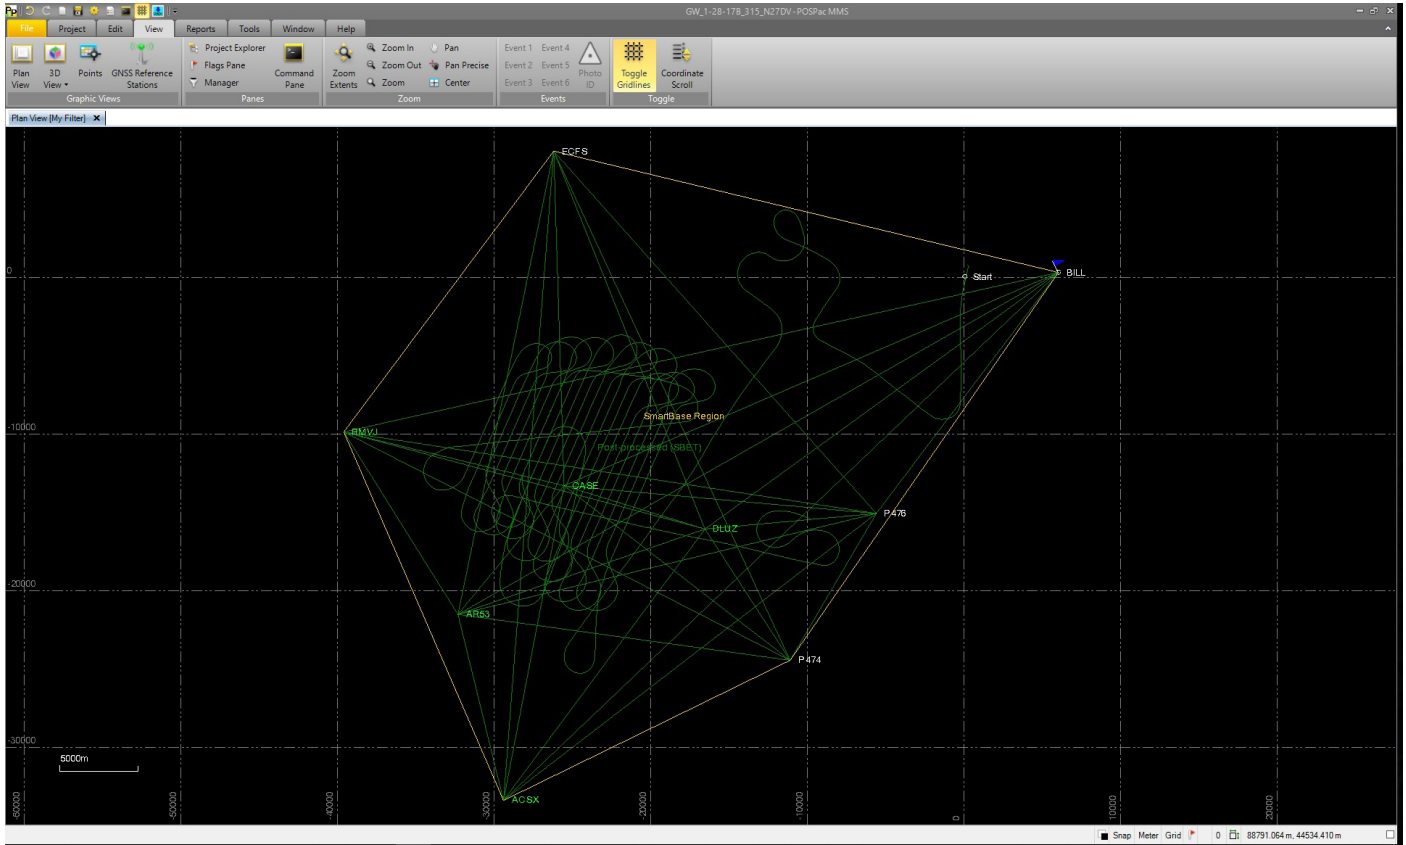 Pp
GW_1-28-17B_315_N27DV - POSPac MMS
File Project Edit View Reports Tools Window Help
Plan View
3D View
Points
GNSS Reference Stations
Graphic Views
Project Explorer
Flags Pane
Manager
Command Pane
Panes
Zoom Extents
Zoom In
Zoom Out
Zoom
Pan
Pan Precise
Center
Zoom
Event 1 Event 4
Event 2 Event 5
Event 3 Event 6
Photo ID
Events
Toggle Gridlines
Coordinate Scroll
Toggle
Plan View [My Filter]
ECFS
0
Start
BILL
SmartBase Region
-10000
RMVJ
Post-processed (SBET)
CASE
P476
DLUZ
-20000
AR53
P474
-30000
5000m
ACSX
-60000
-50000
-40000
-30000
-20000
-10000
0
10000
20000
Snap Meter Grid 0 88791.064 m, 44534.410 m